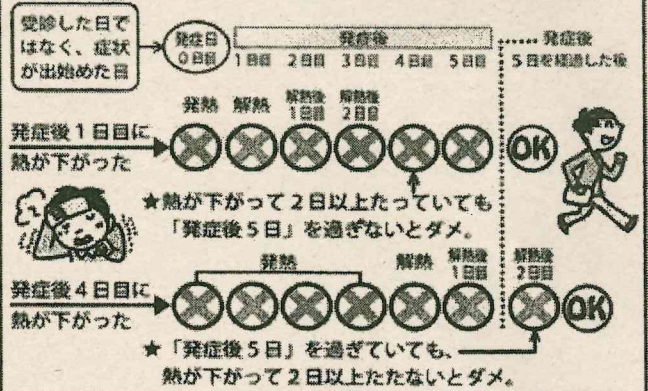 受診した日で
はなく、症状
が出始めた日
発症日
0日目
発症後
1日目 2日目 3日目 4日目 5日目
発症後
5日を経過した後
発熱 解熱 解熱後1日目 解熱後2日目
発症後1日目に
熱が下がった
OK
★熱が下がって2日以上たっていても
「発症後5日」を過ぎないとダメ。
発熱 解熱 解熱後1日目 解熱後2日目
発症後4日目に
熱が下がった
OK
★「発症後5日」を過ぎていても、
熱が下がって2日以上たたないとダメ。